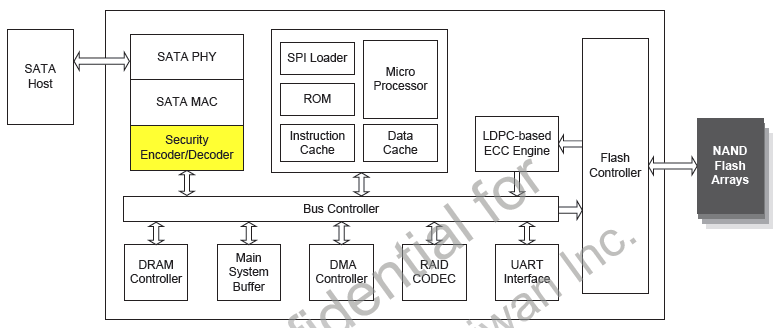 SATA
Host
SATA PHY
SATA MAC
Security
Encoder/Decoder
SPI Loader
ROM
Instruction
Cache
Micro
Processor
Data
Cache
LDPC-based
ECC Engine
Flash
Controller
NAND
Flash
Arrays
Bus Controller
DRAM
Controller
Main
System
Buffer
DMA
Controller
RAID
CODEC
UART
Interface
for
Inc.